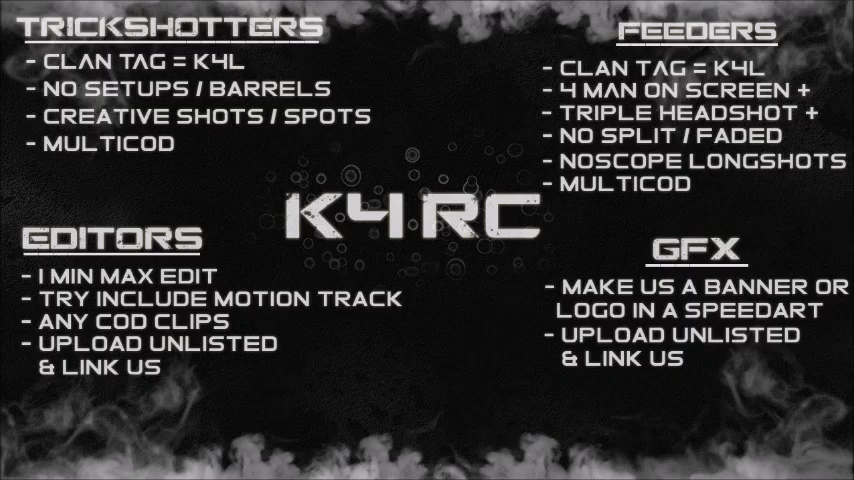 TRICKSHOTTERS
- CLAN TAG = K4L
- NO SETUPS / BARRELS
- CREATIVE SHOTS / SPOTS
- MULTICOD
FEEDERS
- CLAN TAG = K4L
- 4 MAN ON SCREEN +
- TRIPLE HEADSHOT +
- NO SPLIT / FADED
- NOSCOPE LONGSHOTS
- MULTICOD
K4RC
EDITORS
- 1 MIN MAX EDIT
- TRY INCLUDE MOTION TRACK
- ANY COD CLIPS
- UPLOAD UNLISTED
& LINK US
GFX
- MAKE US A BANNER OR
LOGO IN A SPEEDART
- UPLOAD UNLISTED
& LINK US